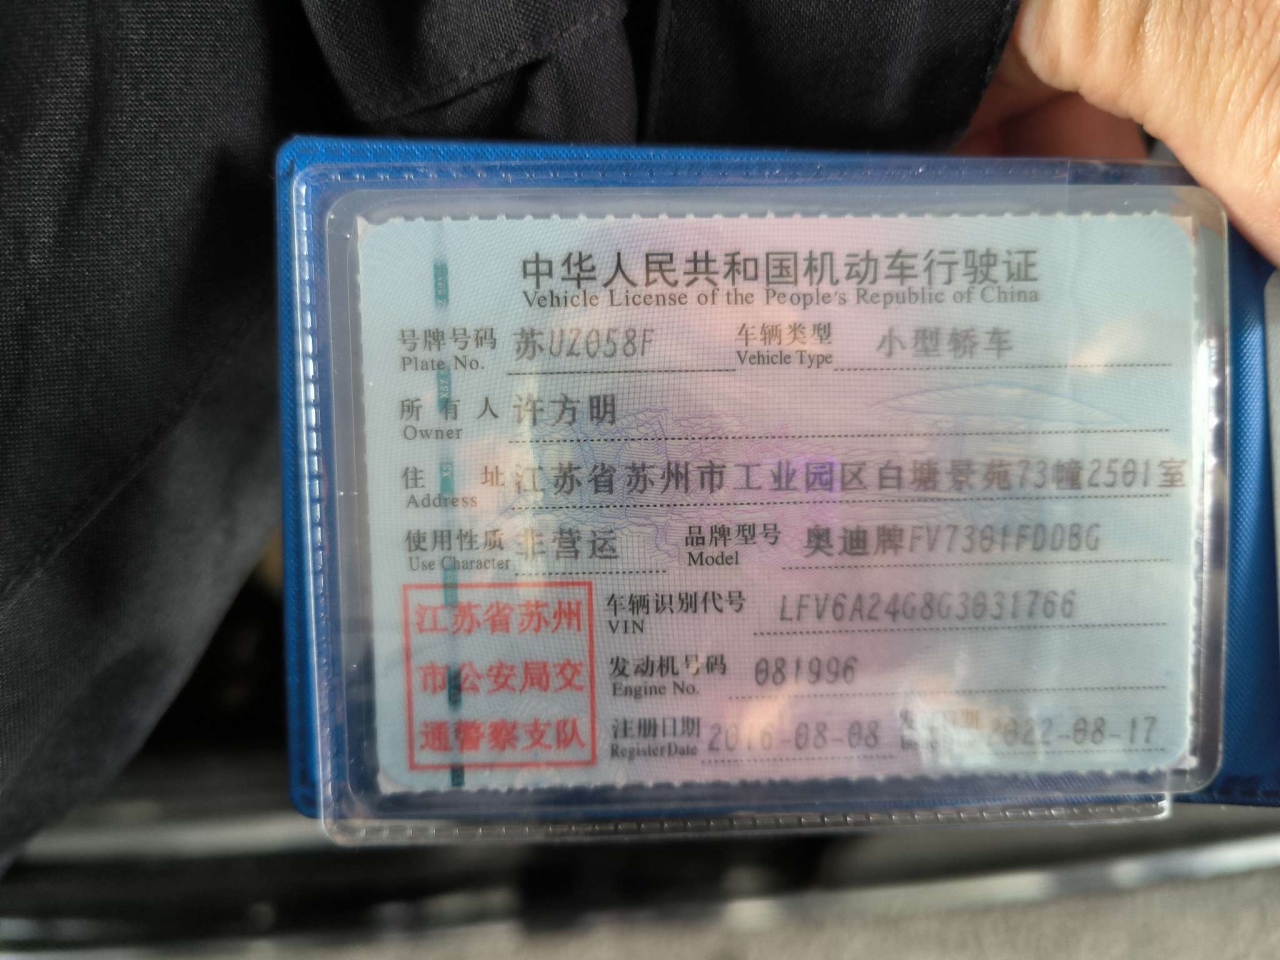 中华人民共和国机动车行驶证
Vehicle License of the People's Republic of China
号牌号码 苏UZ058F 车辆类型 小型轿车
Plate No. Vehicle Type
所有人 许方明
Owner
住址 江苏省苏州市工业园区白塘景苑73幢2501室
Address
使用性质 非营运 品牌型号 奥迪牌FV7301FDDBG
Use Character Model
江苏省苏州 车辆识别代号 LFV6A24G8G3031766
VIN
市公安局交 发动机号码 081996
Engine No.
通警察支队 注册日期 2016-08-08 2022-08-17
Register Date